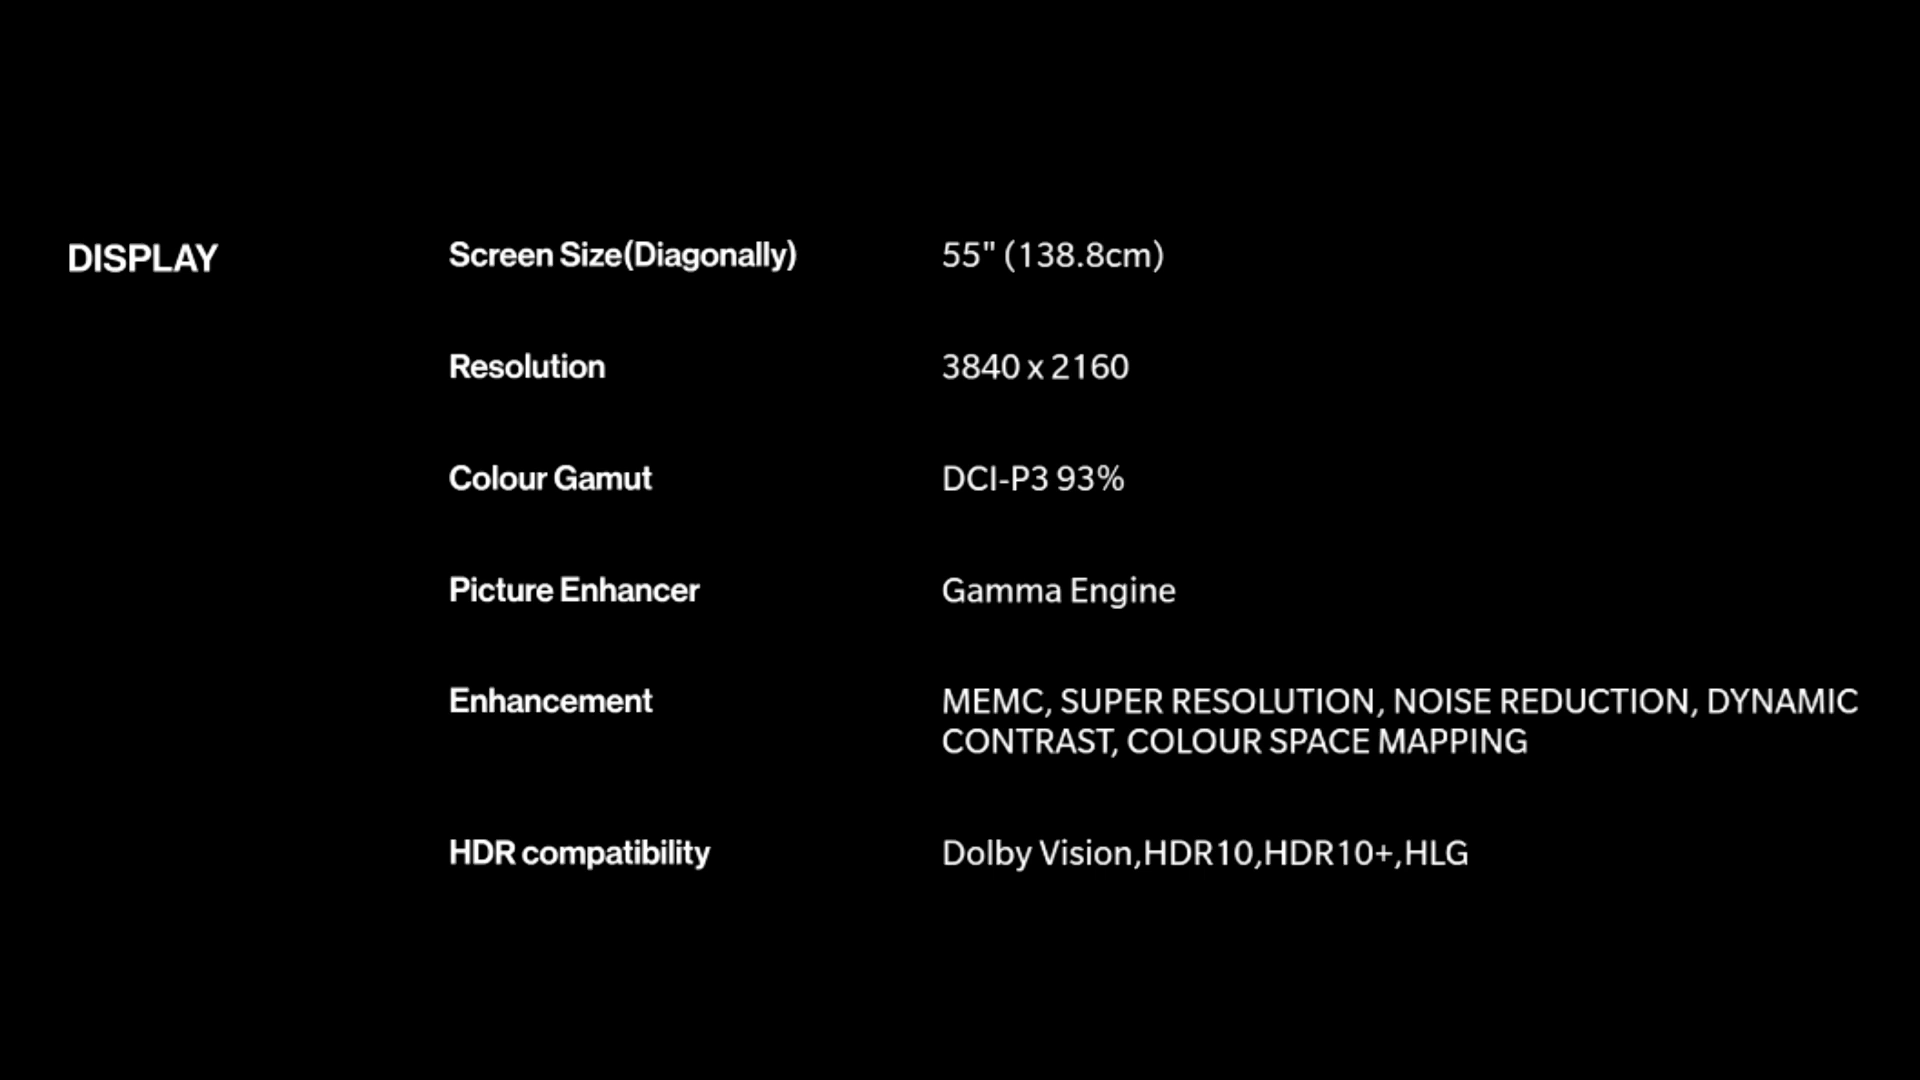 DISPLAY
Screen Size(Diagonally)
55" (138.8cm)
Resolution
3840 x 2160
Colour Gamut
DCI-P3 93%
Picture Enhancer
Gamma Engine
Enhancement
MEMC, SUPER RESOLUTION, NOISE REDUCTION, DYNAMIC
CONTRAST, COLOUR SPACE MAPPING
HDR compatibility
Dolby Vision,HDR10,HDR10+,HLG